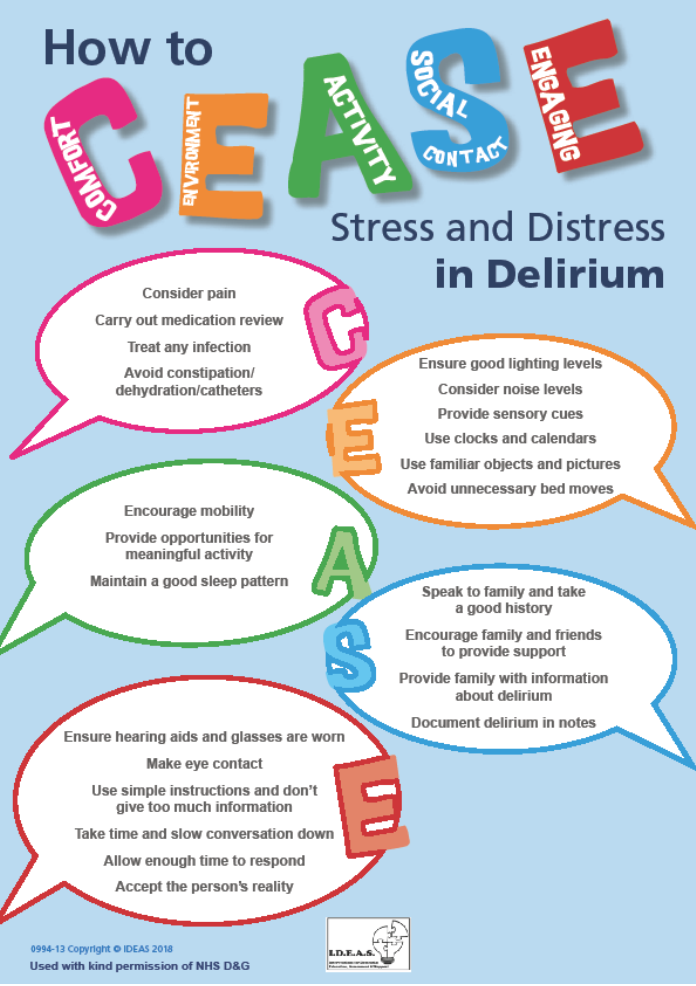 How to
COMFORT
ENVIRONMENT
ACTIVITY
SOCIAL
CONTACT
ENGAGING
CEASE
Stress and Distress
in Delirium
C
Consider pain
Carry out medication review
Treat any infection
Avoid constipation/
dehydration/catheters
E
Ensure good lighting levels
Consider noise levels
Provide sensory cues
Use clocks and calendars
Use familiar objects and pictures
Avoid unnecessary bed moves
A
Encourage mobility
Provide opportunities for
meaningful activity
Maintain a good sleep pattern
S
Speak to family and take
a good history
Encourage family and friends
to provide support
Provide family with information
about delirium
Document delirium in notes
E
Ensure hearing aids and glasses are worn
Make eye contact
Use simple instructions and don't
give too much information
Take time and slow conversation down
Allow enough time to respond
Accept the person's reality
0994-13 Copyright © IDEAS 2018
Used with kind permission of NHS D&G
I.D.E.A.S.